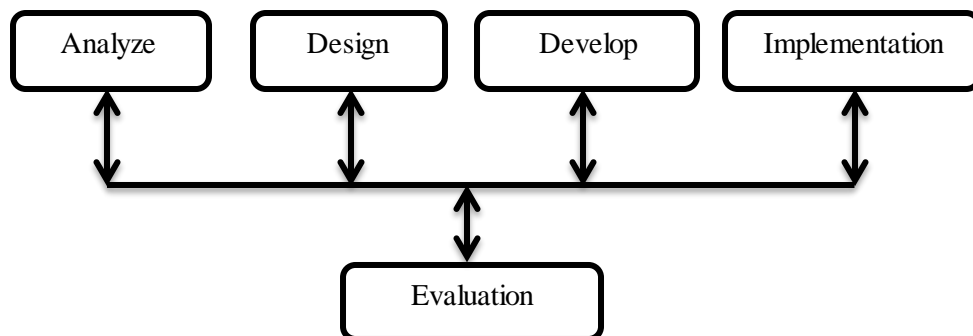 Analyze
Design
Develop
Implementation
Evaluation